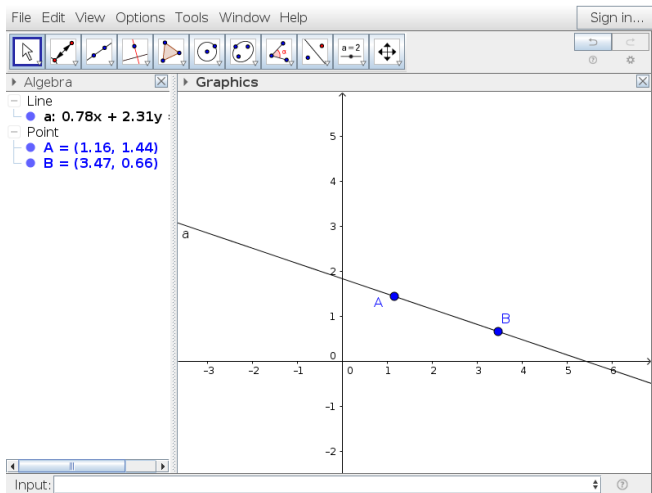 File Edit View Options Tools Window Help
Sign in...
a=2
Algebra
Graphics
Line
a: 0.78x + 2.31y
Point
A = (1.16, 1.44)
B = (3.47, 0.66)
5
4
3
a
2
A
B
1
0
-3 -2 -1 0 1 2 3 4 5 6
-1
-2
Input: